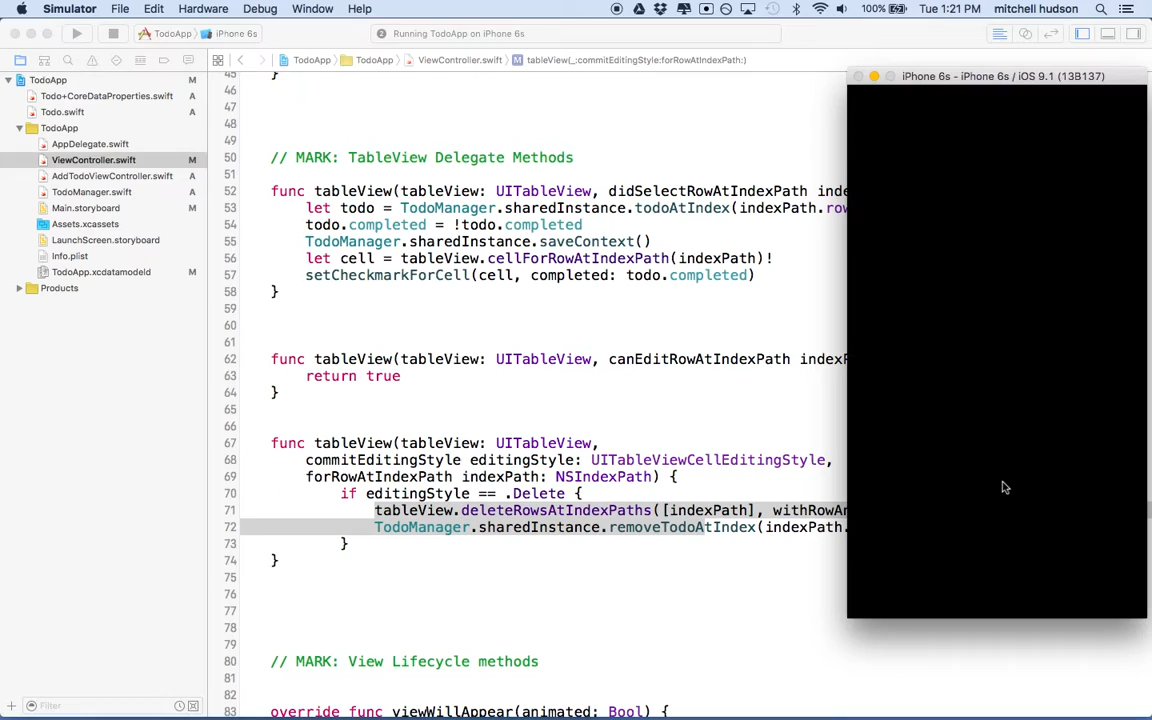 Simulator File Edit Hardware Debug Window Help 100% Tue 1:21 PM mitchell hudson
TodoApp iPhone 6s 2 Running TodoApp on iPhone 6s
TodoApp TodoApp ViewController.swift M tableView(_:commitEditingStyle:forRowAtIndexPath:)
iPhone 6s - iPhone 6s / iOS 9.1 (13B137)
TodoApp M
Todo+CoreDataProperties.swift A
Todo.swift A
TodoApp
AppDelegate.swift
ViewController.swift M
AddTodoViewController.swift A
TodoManager.swift A
Main.storyboard M
Assets.xcassets
LaunchScreen.storyboard
Info.plist
TodoApp.xcdatamodeld M
Products
Filter
45 }
46
47
48
49
50 // MARK: TableView Delegate Methods
51
52 func tableView(tableView: UITableView, didSelectRowAtIndexPath inde
53 let todo = TodoManager.sharedInstance.todoAtIndex(indexPath.row
54 todo.completed = !todo.completed
55 TodoManager.sharedInstance.saveContext()
56 let cell = tableView.cellForRowAtIndexPath(indexPath)!
57 setCheckmarkForCell(cell, completed: todo.completed)
58 }
59
60
61
62 func tableView(tableView: UITableView, canEditRowAtIndexPath indexP
63 return true
64 }
65
66
67 func tableView(tableView: UITableView,
68 commitEditingStyle editingStyle: UITableViewCellEditingStyle,
69 forRowAtIndexPath indexPath: NSIndexPath) {
70 if editingStyle == .Delete {
71 tableView.deleteRowsAtIndexPaths([indexPath], withRowAn
72 TodoManager.sharedInstance.removeTodoAtIndex(indexPath.
73 }
74 }
75
76
77
78
79
80 // MARK: View Lifecycle methods
81
82
83 override func viewWillAppear(animated: Bool) {